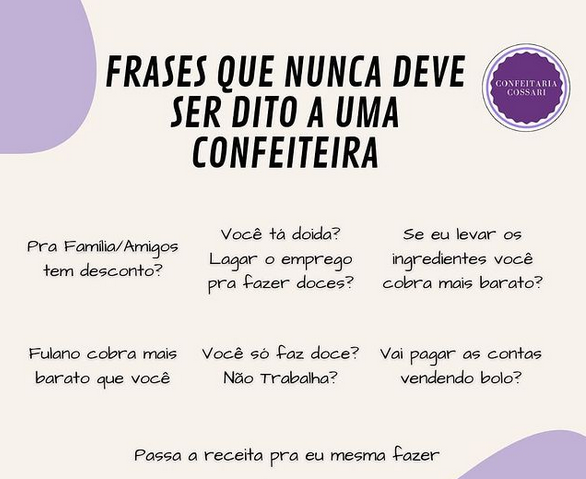 FRASES QUE NUNCA DEVE
SER DITO A UMA
CONFEITEIRA
CONFEITARIA
COSSARI
Pra Família/Amigos
tem desconto?
Você tá doida?
Lagar o emprego
pra fazer doces?
Se eu levar os
ingredientes você
cobra mais barato?
Fulano cobra mais
barato que você
Você só faz doce?
Não Trabalha?
Vai pagar as contas
vendendo bolo?
Passa a receita pra eu mesma fazer